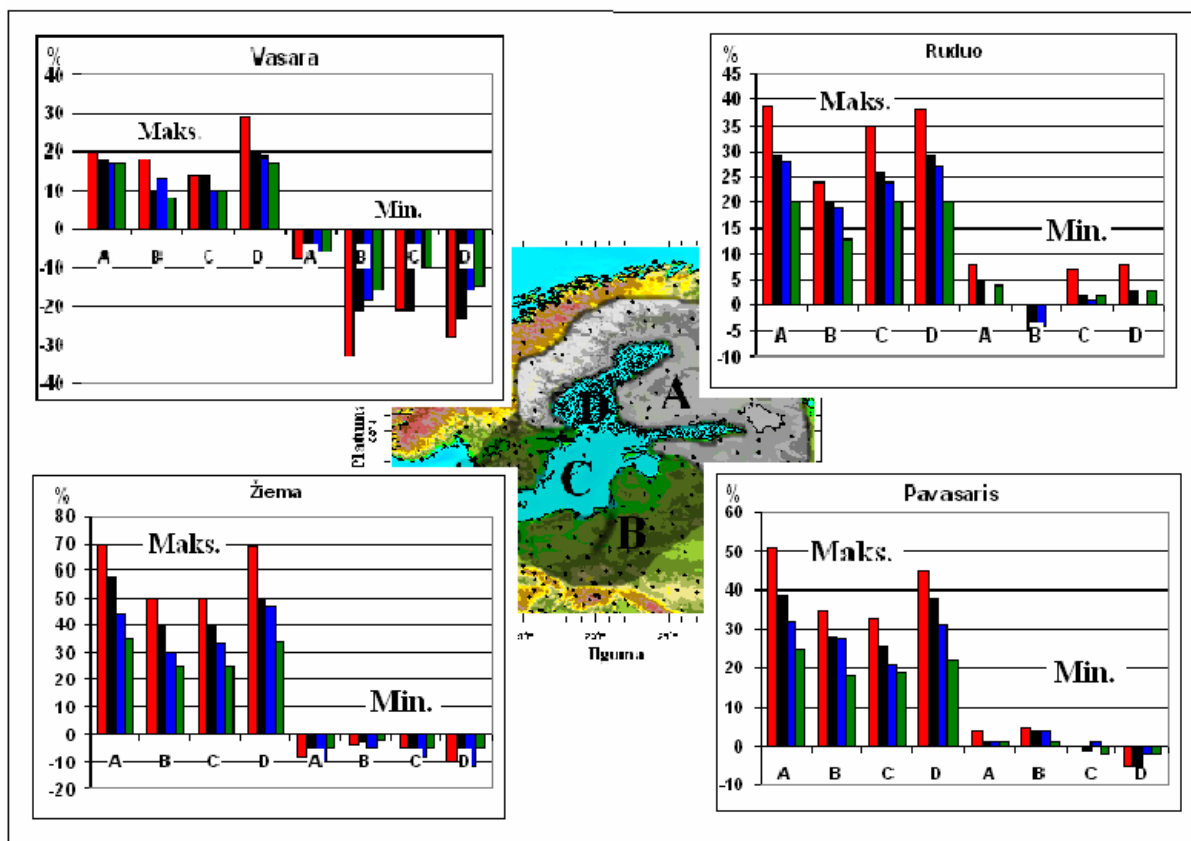 %
Vasara
40
30
20
10
0
-10
-20
-30
-40
Maks.
Min.
A B C D A B C D
%
Ruduo
45
40
35
30
25
20
15
10
5
0
-5
-10
Maks.
Min.
A B C D A B C D
A
B
C
D
Platuma
Ilguma
%
Žiema
80
70
60
50
40
30
20
10
0
-10
-20
Maks.
Min.
A B C D A B C D
%
Pavasaris
60
50
40
30
20
10
0
-10
Maks.
Min.
A B C D A B C D